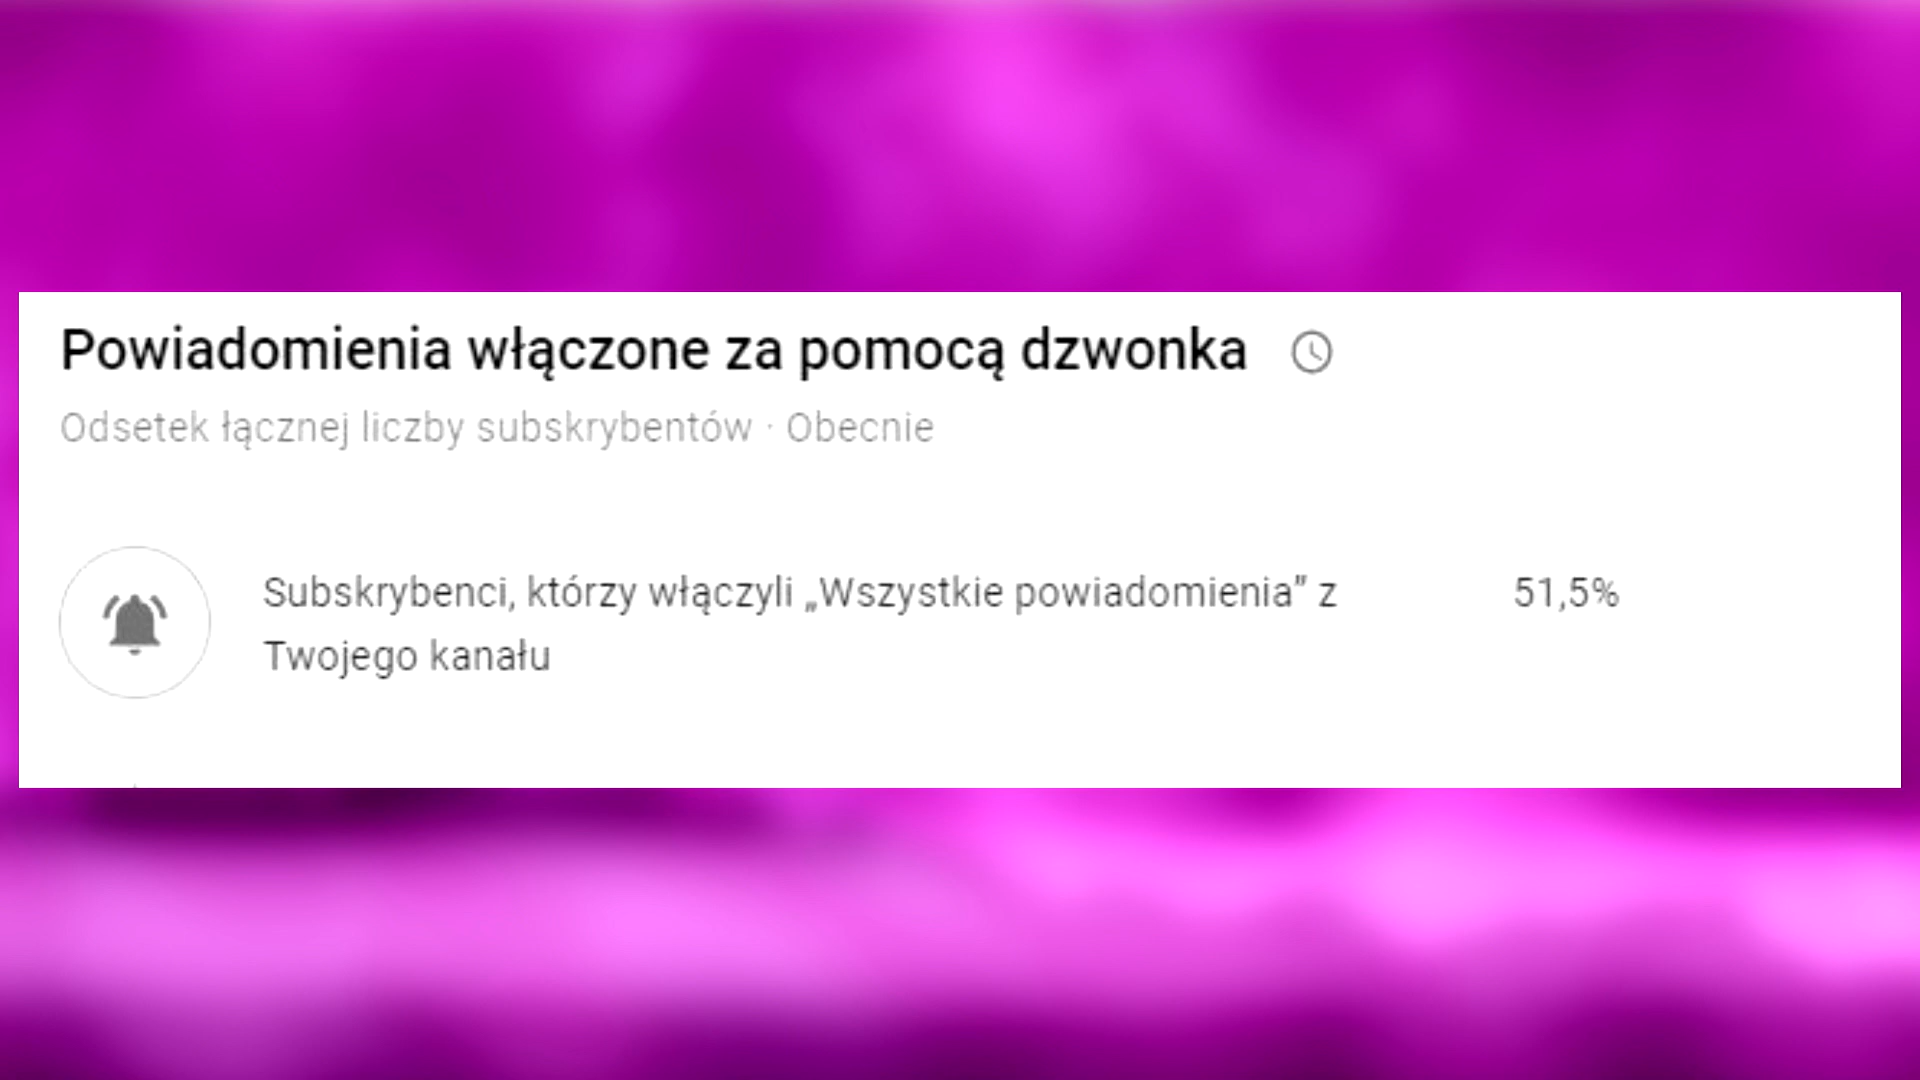 Powiadomienia włączone za pomocą dzwonka
Odsetek łącznej liczby subskrybentów · Obecnie
Subskrybenci, którzy włączyli „Wszystkie powiadomienia” z 51,5%
Twojego kanału